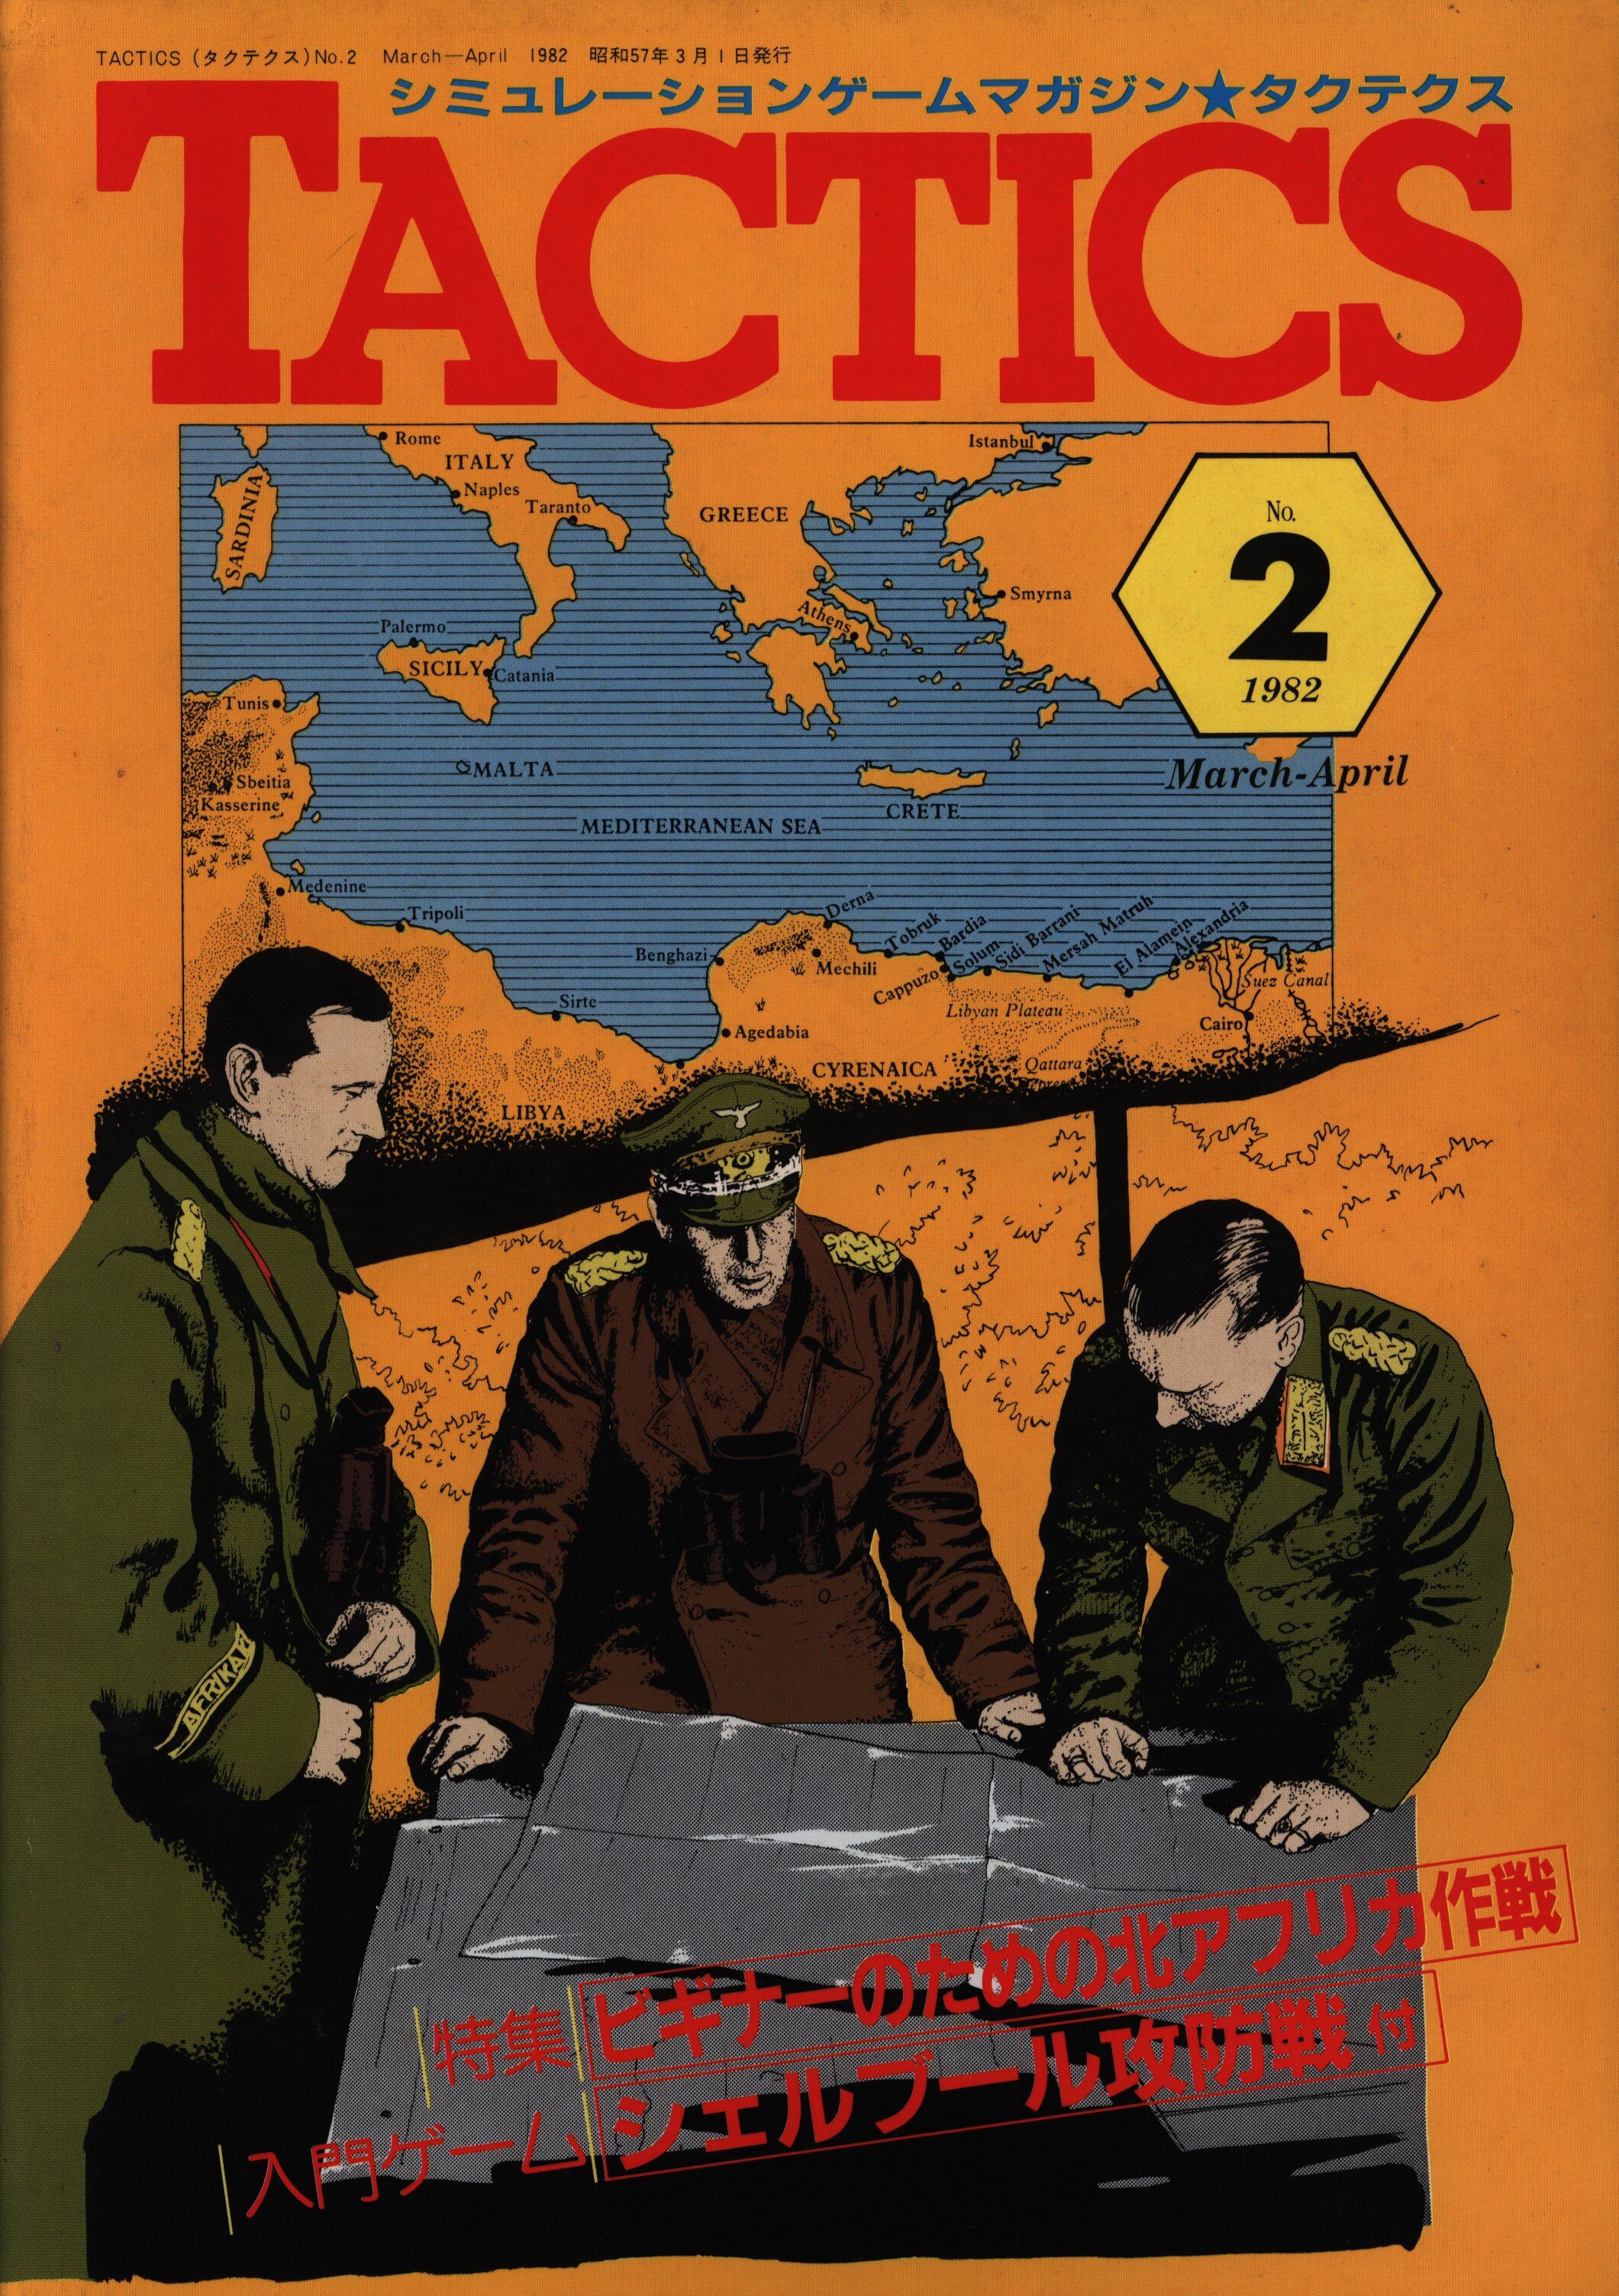 TACTICS (タクテクス) No.2 March—April 1982 昭和57年3月1日発行
シミュレーションゲームマガジン★タクテクス
TACTICS
Rome
ITALY
Naples
Taranto
SARDINIA
GREECE
Istanbul
No.
2
1982
March-April
Smyrna
Athens
Palermo
SICILY
Catania
Tunis
Sbeitia
Kasserine
MALTA
CRETE
MEDITERRANEAN SEA
Medenine
Tripoli
Benghazi
Derna
Mechili
Tobruk
Bardia
Solum
Cappuzo
Sidi Barrani
Mersah Matruh
El Alamein
Alexandria
Suez Canal
Cairo
Libyan Plateau
Qattara
Sirte
Agedabia
CYRENAICA
LIBYA
AFRIKA
特集 ビギナーのための北アフリカ作戦
入門ゲーム シェルブール攻防戦 付